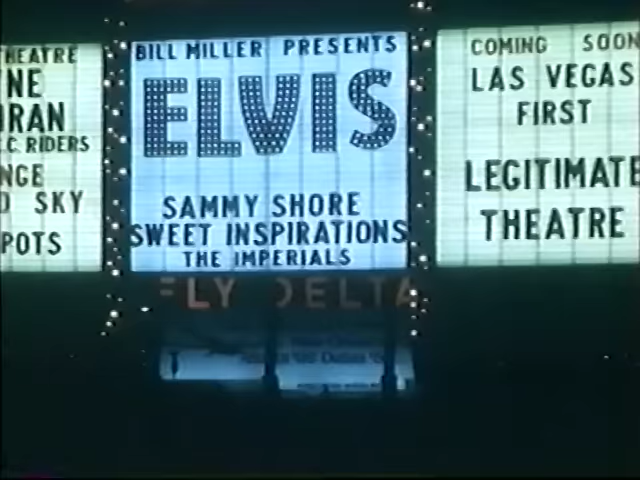 HEATRE
NE
RAN
C. RIDERS
NGE
D SKY
POTS
BILL MILLER PRESENTS
ELVIS
SAMMY SHORE
SWEET INSPIRATIONS
THE IMPERIALS
COMING SOON
LAS VEGAS
FIRST
LEGITIMATE
THEATRE
FLY DELTA